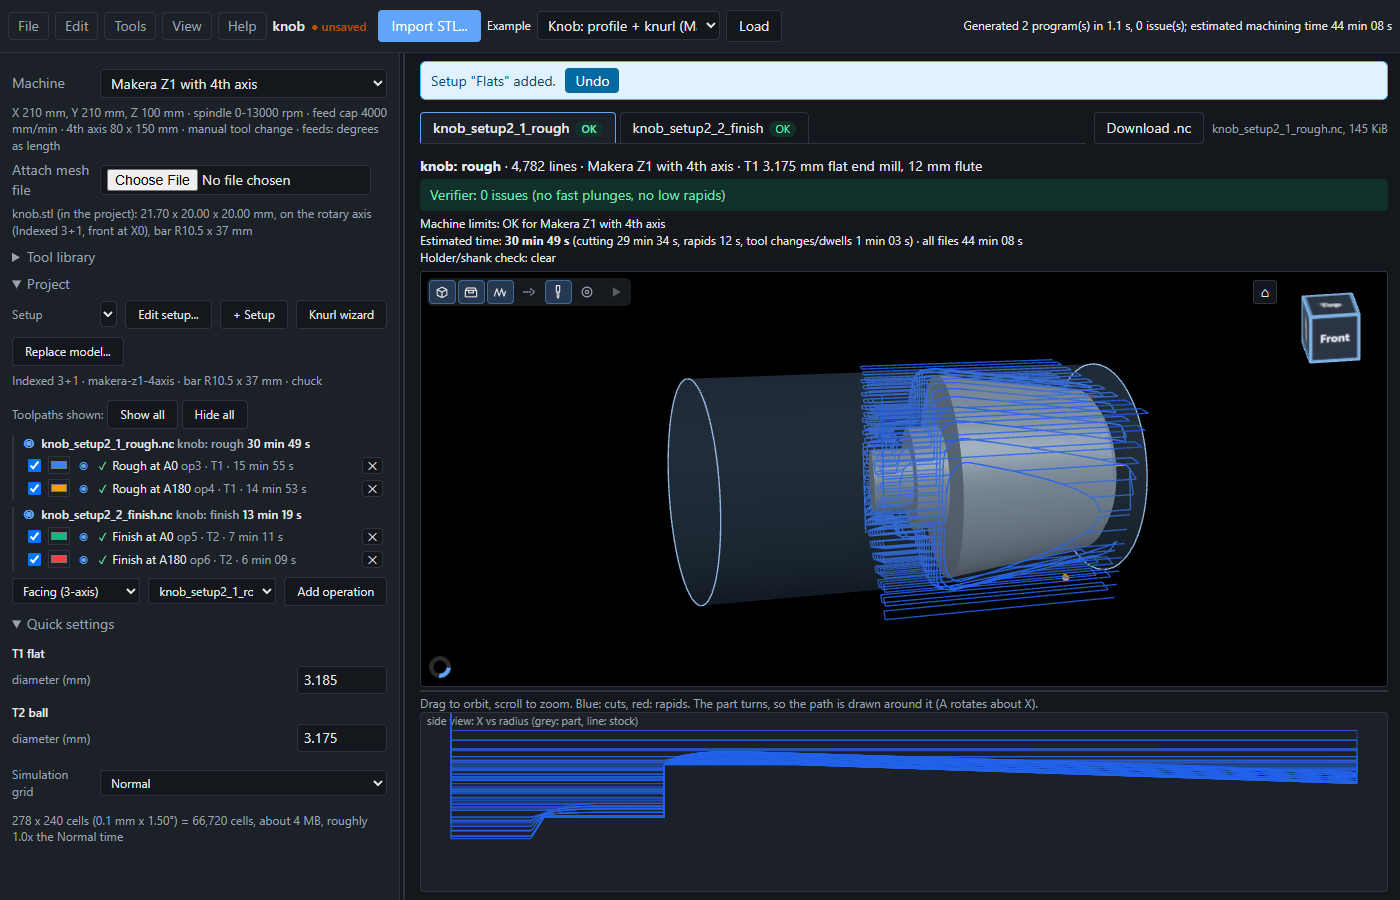 File Edit Tools View Help knob • unsaved Import STL... Example Knob: profile + knurl (M Load Generated 2 program(s) in 1.1 s, 0 issue(s); estimated machining time 44 min 08 s
Machine Makera Z1 with 4th axis
X 210 mm, Y 210 mm, Z 100 mm · spindle 0-13000 rpm · feed cap 4000
mm/min · 4th axis 80 x 150 mm · manual tool change · feeds: degrees
as length
Attach mesh
file
Choose File No file chosen
knob.stl (in the project): 21.70 x 20.00 x 20.00 mm, on the rotary axis
(Indexed 3+1, front at X0), bar R10.5 x 37 mm
Tool library
Project
Setup Edit setup... + Setup Knurl wizard
Replace model...
Indexed 3+1 · makera-z1-4axis · bar R10.5 x 37 mm · chuck
Toolpaths shown: Show all Hide all
knob_setup2_1_rough.nc knob: rough 30 min 49 s
✓ Rough at A0 op3 · T1 · 15 min 55 s
✓ Rough at A180 op4 · T1 · 14 min 53 s
knob_setup2_2_finish.nc knob: finish 13 min 19 s
✓ Finish at A0 op5 · T2 · 7 min 11 s
✓ Finish at A180 op6 · T2 · 6 min 09 s
Facing (3-axis) knob_setup2_1_rc Add operation
Quick settings
T1 flat
diameter (mm) 3.185
T2 ball
diameter (mm) 3.175
Simulation
grid
Normal
278 x 240 cells (0.1 mm x 1.50°) = 66,720 cells, about 4 MB, roughly
1.0x the Normal time
Setup "Flats" added. Undo
knob_setup2_1_rough OK knob_setup2_2_finish OK Download .nc knob_setup2_1_rough.nc, 145 KiB
knob: rough · 4,782 lines · Makera Z1 with 4th axis · T1 3.175 mm flat end mill, 12 mm flute
Verifier: 0 issues (no fast plunges, no low rapids)
Machine limits: OK for Makera Z1 with 4th axis
Estimated time: 30 min 49 s (cutting 29 min 34 s, rapids 12 s, tool changes/dwells 1 min 03 s) · all files 44 min 08 s
Holder/shank check: clear
Top
Front
Drag to orbit, scroll to zoom. Blue: cuts, red: rapids. The part turns, so the path is drawn around it (A rotates about X).
side view: X vs radius (grey: part, line: stock)